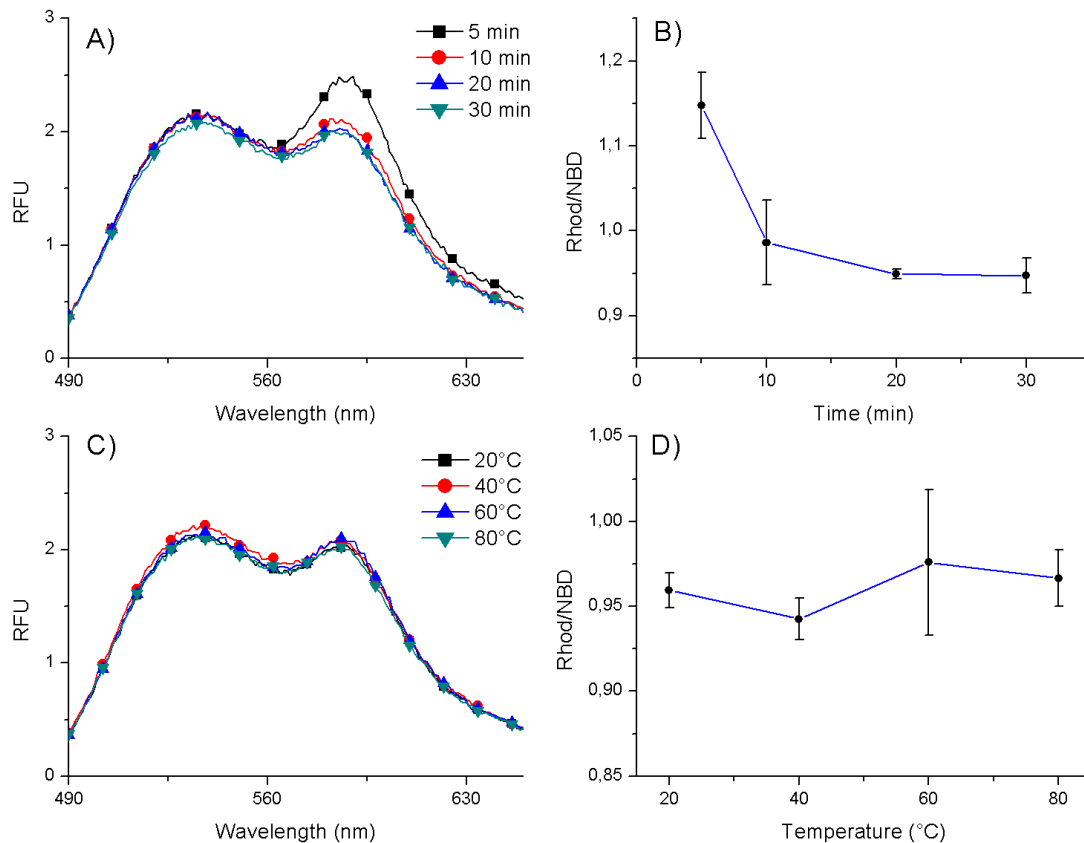 A)
5 min
10 min
20 min
30 min
3
2
1
0
RFU
490
560
630
Wavelength (nm)
B)
1,2
1,1
1,0
0,9
Rhod/NBD
0
10
20
30
Time (min)
C)
20°C
40°C
60°C
80°C
3
2
1
0
RFU
490
560
630
Wavelength (nm)
D)
1,05
1,00
0,95
0,90
0,85
Rhod/NBD
20
40
60
80
Temperature (°C)